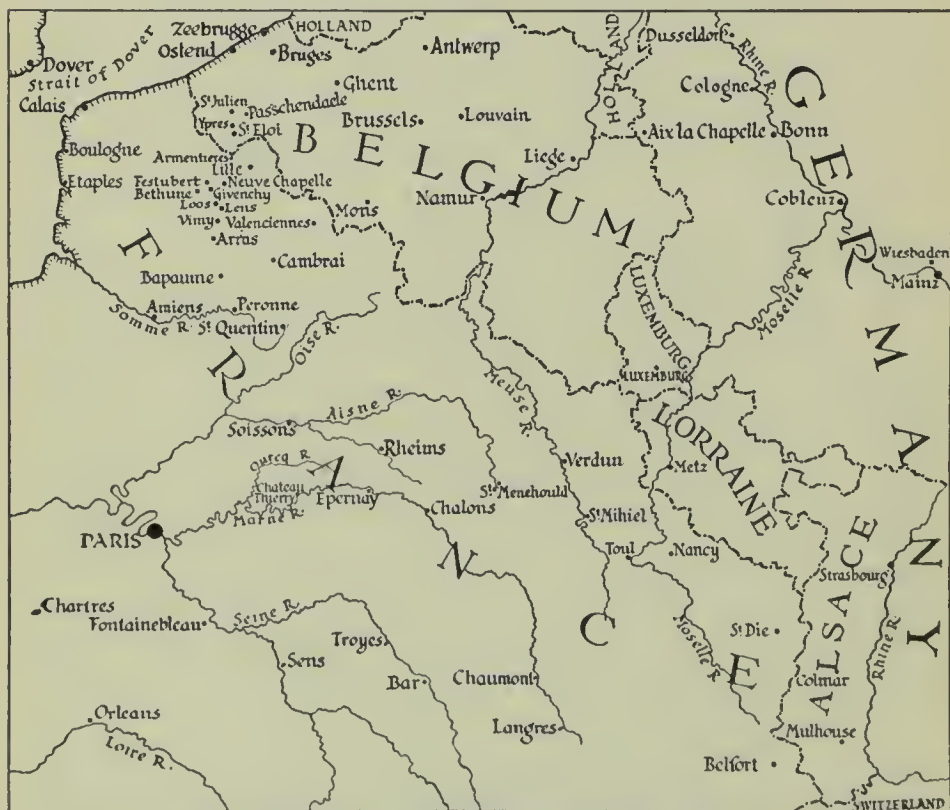 Zeebrugge
HOLLAND
Ostend
Bruges
Antwerp
Dusseldorf
Rhine R.
Dover
Strait of Dover
Calais
Ghent
HOLLAND
Cologne
GERMANY
St Julien
Passchendaele
Ypres
St Eloi
Brussels
Louvain
BELGIUM
Aix la Chapelle
Bonn
Boulogne
Armentieres
Lille
Liege
Etaples
Festubert
Neuve Chapelle
Bethune
Givenchy
Loos
Lens
Mons
Namur
Coblenz
Vimy
Valenciennes
Arras
FRANCE
Cambrai
Wiesbaden
Mainz
Bapaume
LUXEMBURG
Moselle R.
Amiens
Peronne
Somme R.
St Quentin
Oise R.
LUXEMBURG
Meuse R.
Aisne R.
LORRAINE
Soissons
Rheims
Verdun
Metz
Ourcq R.
Chateau
Thierry
Epernay
St Menehould
Marne R.
Chalons
St Mihiel
PARIS
Toul
Nancy
ALSACE
Strasbourg
Chartres
Fontainebleau
Seine R.
Troyes
Moselle R.
St Die
Rhine R.
Sens
Bar
Chaumont
Colmar
Orleans
Langres
Mulhouse
Loire R.
Belfort
WITZERLAND